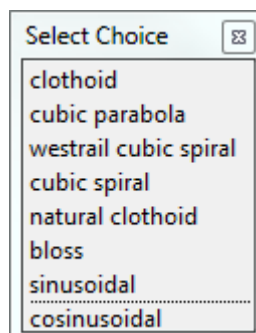 Select Choice
clothoid
cubic parabola
westrail cubic spiral
cubic spiral
natural clothoid
bloss
sinusoidal
cosinusoidal